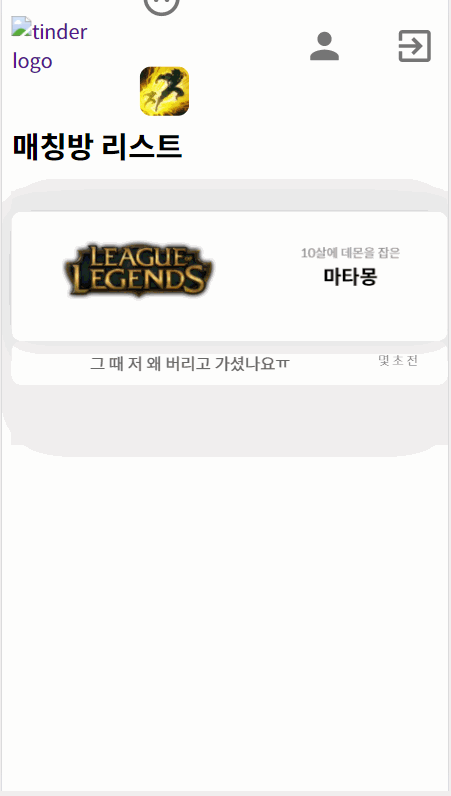 tinder
logo
매칭방 리스트
LEAGUE OF
LEGENDS
10살에 데몬을 잡은
마타몽
그 때 저 왜 버리고 가셨나요ㅠ
몇 초 전